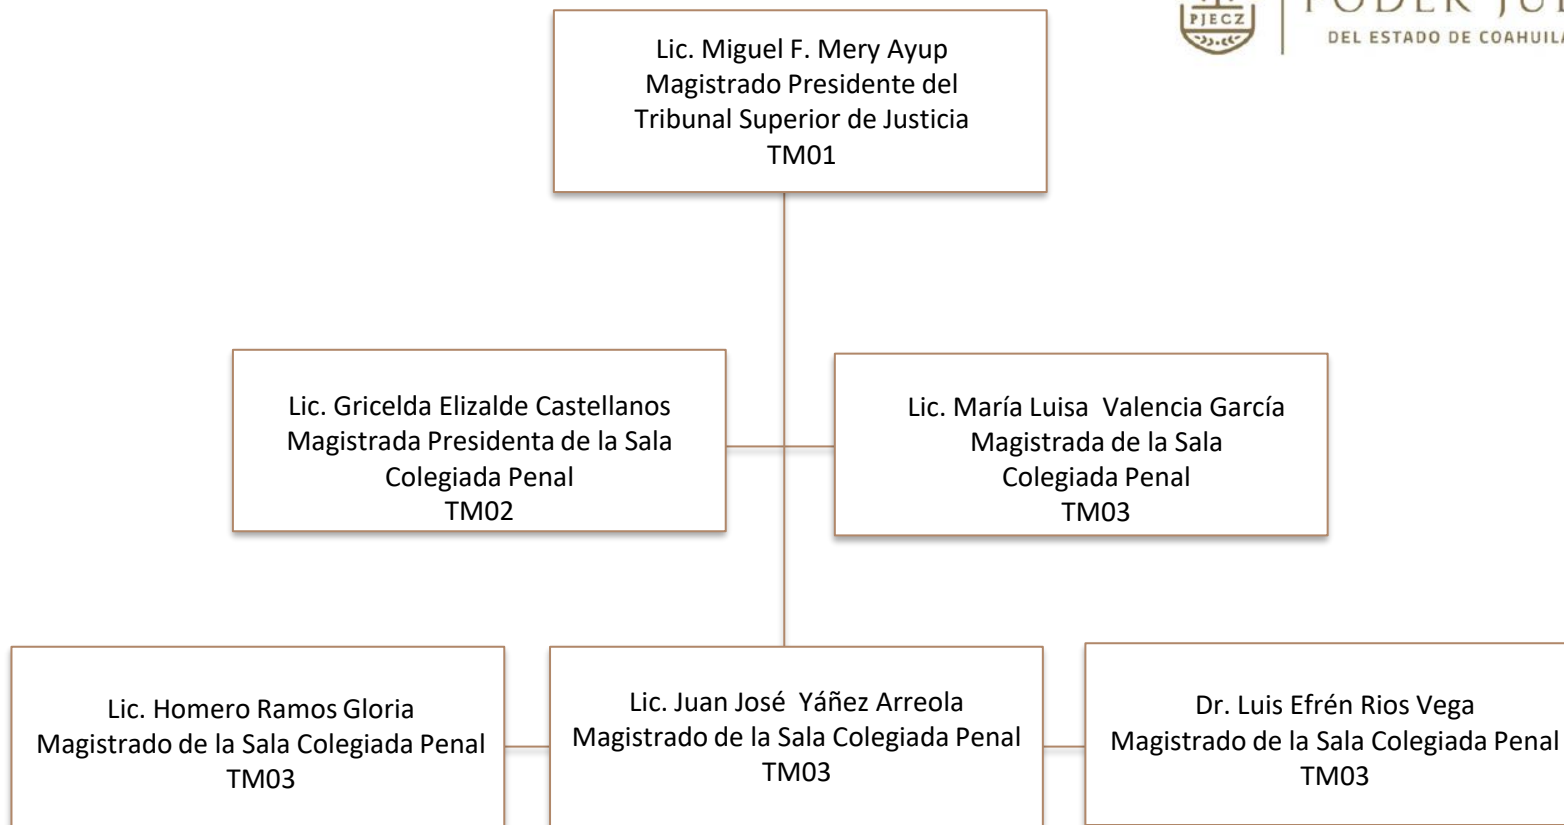 PJECZ
PODER
DEL ESTADO DE COAHUILA
Lic. Miguel F. Mery Ayup
Magistrado Presidente del
Tribunal Superior de Justicia
TM01
Lic. Gricelda Elizalde Castellanos
Magistrada Presidenta de la Sala
Colegiada Penal
TM02
Lic. María Luisa  Valencia García
Magistrada de la Sala
Colegiada Penal
TM03
Lic. Homero Ramos Gloria
Magistrado de la Sala Colegiada Penal
TM03
Lic. Juan José  Yáñez Arreola
Magistrado de la Sala Colegiada Penal
TM03
Dr. Luis Efrén Rios Vega
Magistrado de la Sala Colegiada Penal
TM03